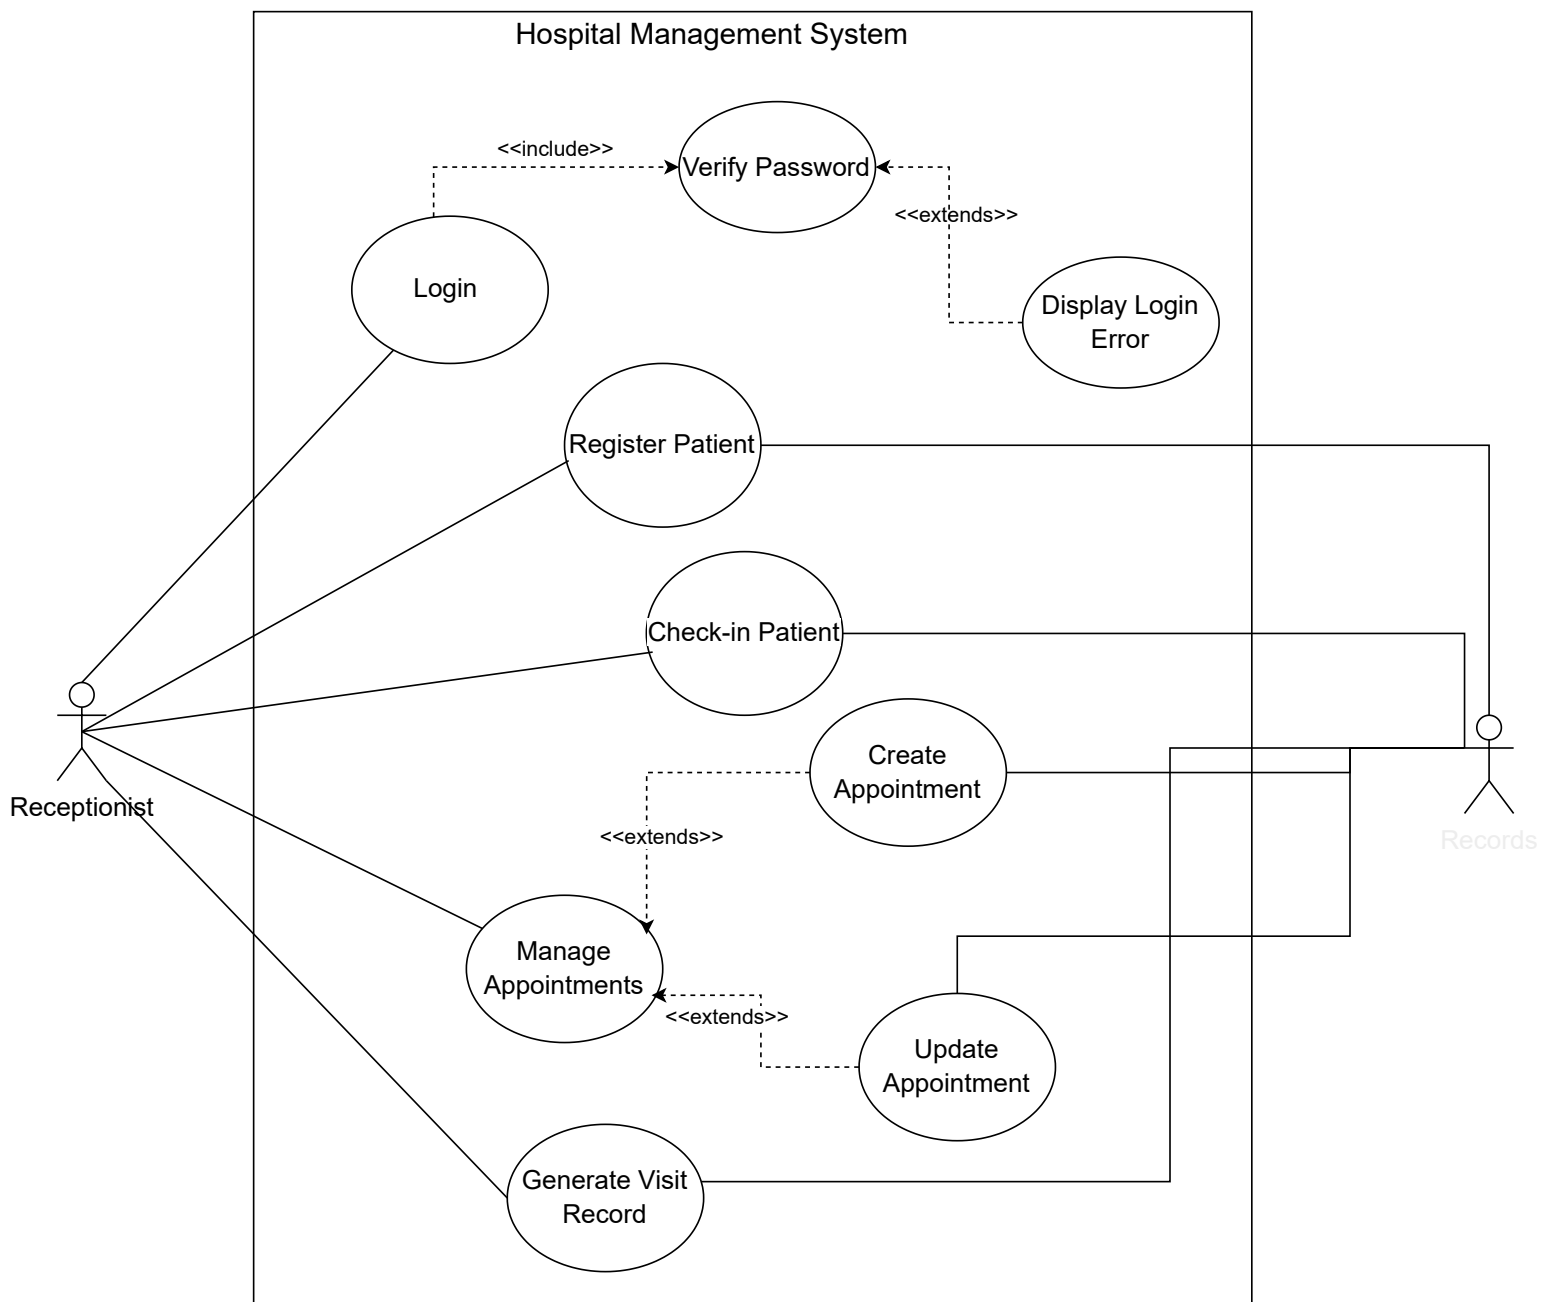 Hospital Management System
<<include>>
Verify Password
<<extends>>
Login
Display Login
Error
Register Patient
Check-in Patient
Create
Appointment
Receptionist
<<extends>>
Records
Manage
Appointments
<<extends>>
Update
Appointment
Generate Visit
Record